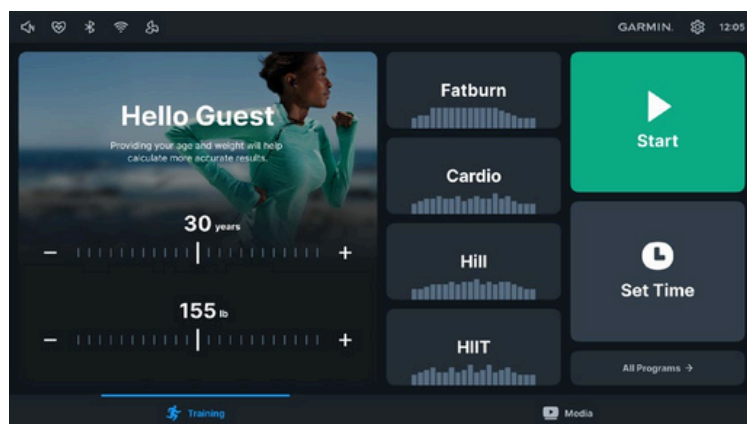 GARMIN.
12:05
Hello Guest
Providing your age and weight will help
calculate more accurate results.
30 years
155 lb
Fatburn
Cardio
Hill
HIIT
Start
Set Time
All Programs →
Training
Media